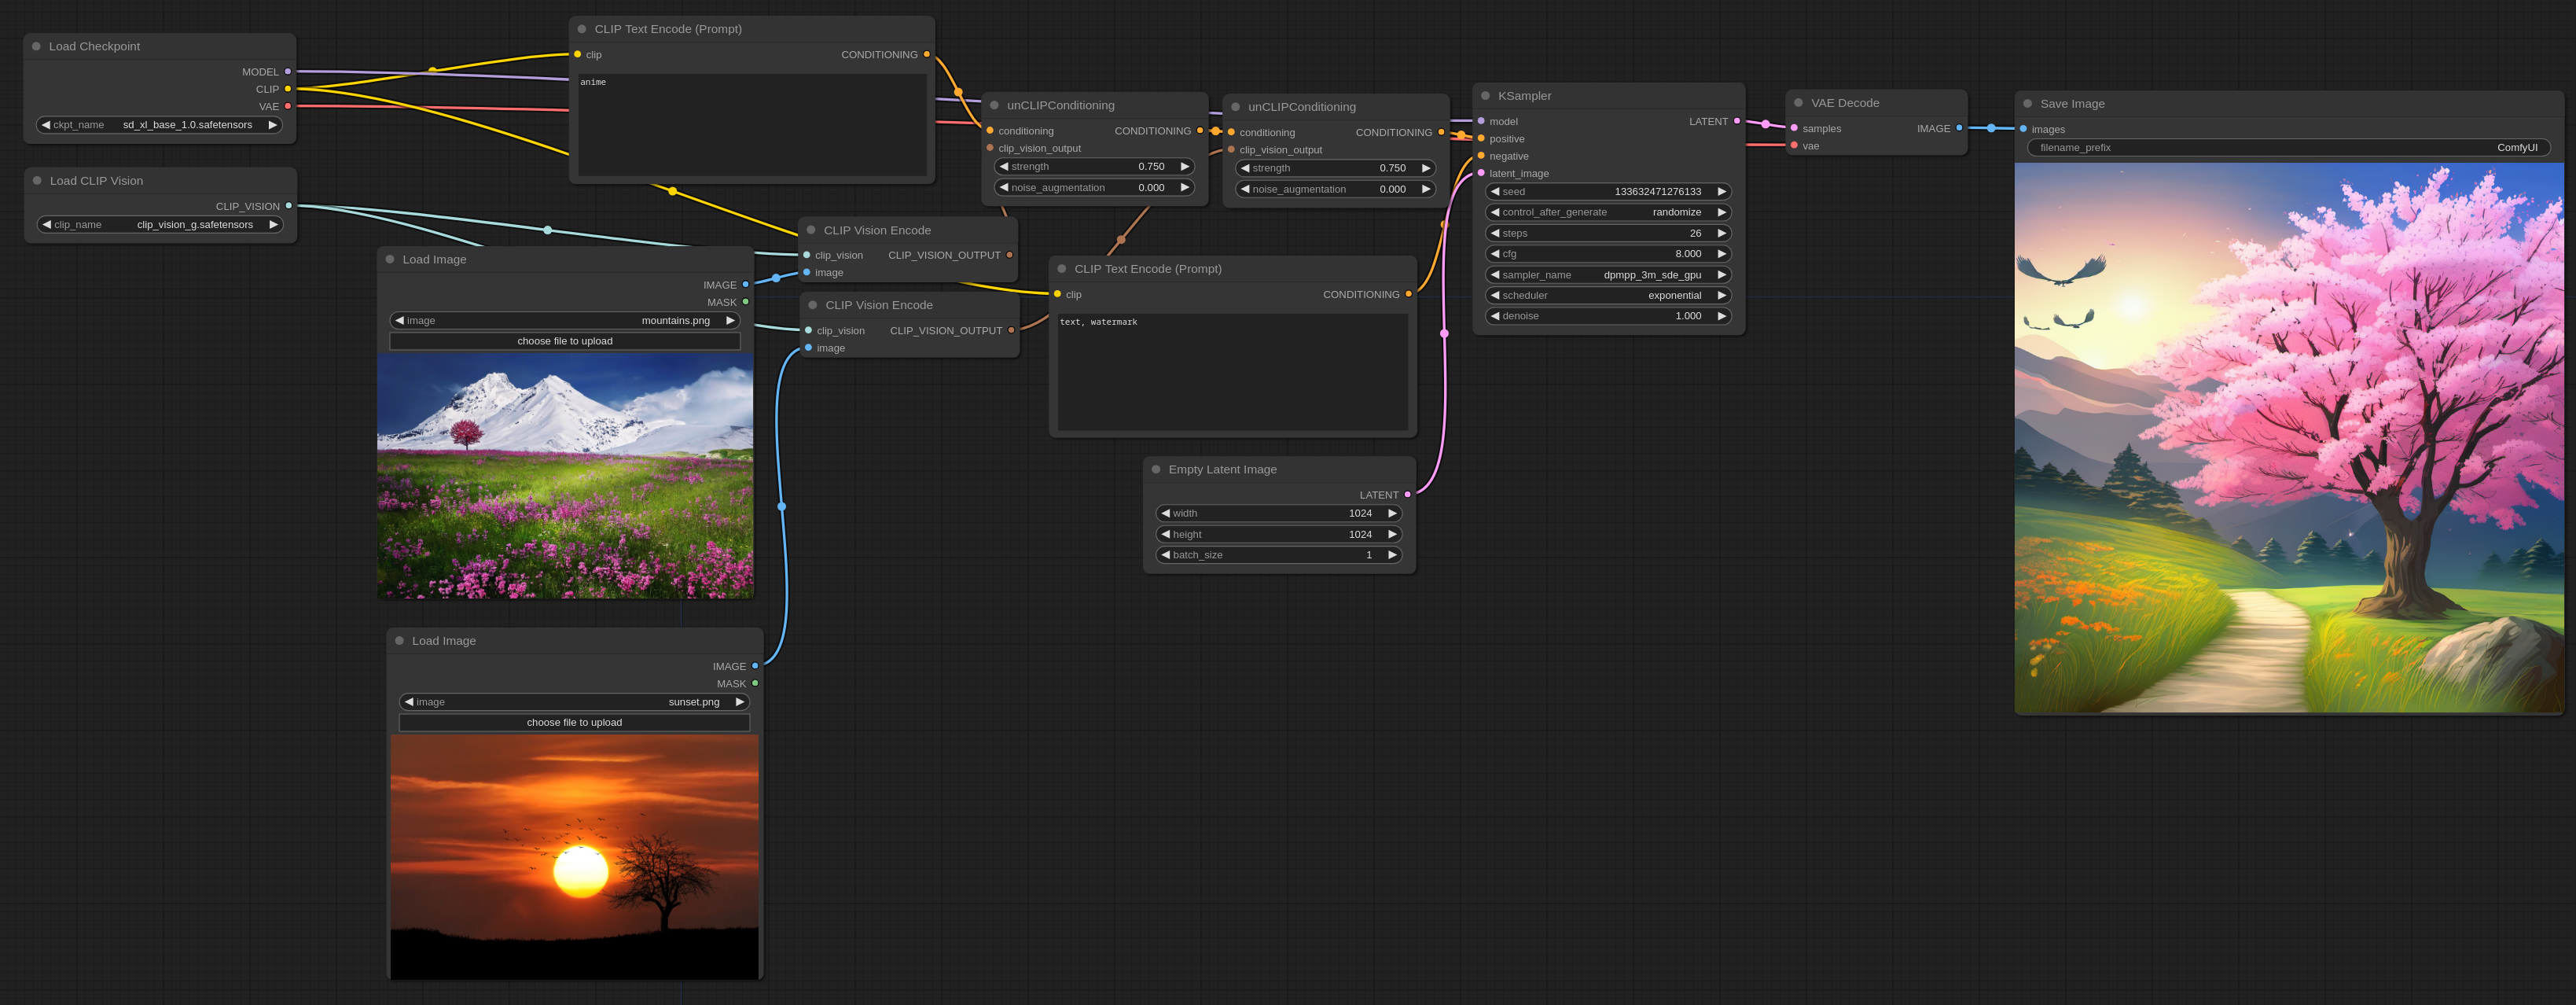 Load Checkpoint
MODEL
CLIP
VAE
ckpt_name sd_xl_base_1.0.safetensors
Load CLIP Vision
CLIP_VISION
clip_name clip_vision_g.safetensors
CLIP Text Encode (Prompt)
clip CONDITIONING
anime
Load Image
IMAGE
MASK
image mountains.png
choose file to upload
Load Image
IMAGE
MASK
image sunset.png
choose file to upload
CLIP Vision Encode
clip_vision CLIP_VISION_OUTPUT
image
CLIP Vision Encode
clip_vision CLIP_VISION_OUTPUT
image
unCLIPConditioning
conditioning CONDITIONING
clip_vision_output
strength 0.750
noise_augmentation 0.000
unCLIPConditioning
conditioning CONDITIONING
clip_vision_output
strength 0.750
noise_augmentation 0.000
CLIP Text Encode (Prompt)
clip CONDITIONING
text, watermark
Empty Latent Image
LATENT
width 1024
height 1024
batch_size 1
KSampler
model LATENT
positive
negative
latent_image
seed 133632471276133
control_after_generate randomize
steps 26
cfg 8.000
sampler_name dpmpp_3m_sde_gpu
scheduler exponential
denoise 1.000
VAE Decode
samples IMAGE
vae
Save Image
images
filename_prefix ComfyUI